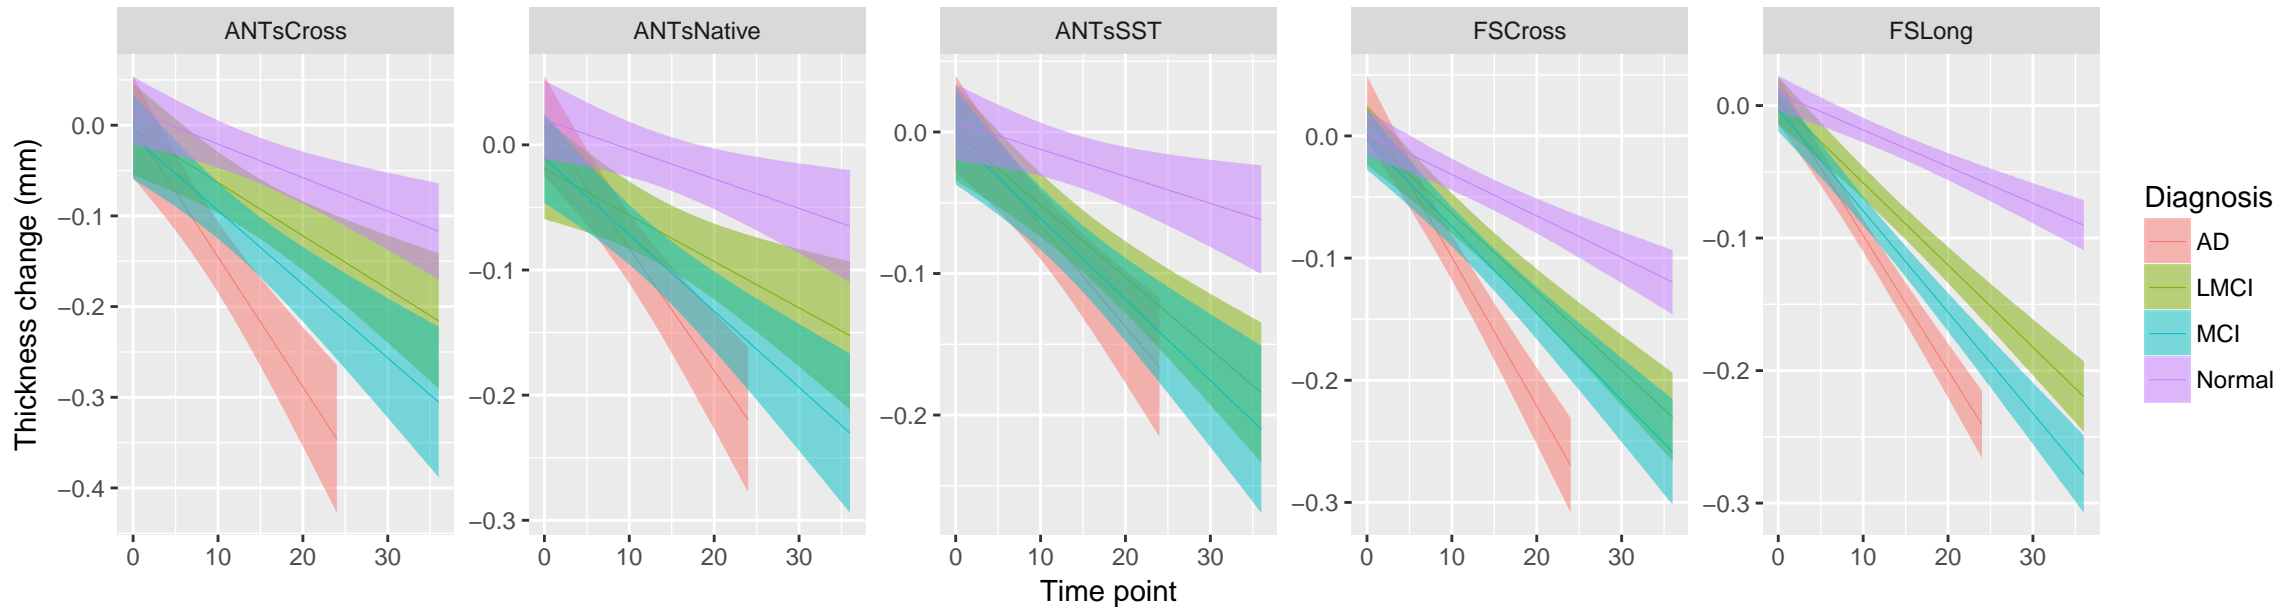 ANTsCross ANTsNative ANTsSST FSCross FSLong
Thickness change (mm)
0.0
−0.1
−0.2
−0.3
−0.4
0 10 20 30
0.0
−0.1
−0.2
−0.3
0 10 20 30
0.0
−0.1
−0.2
0 10 20 30
0.0
−0.1
−0.2
−0.3
0 10 20 30
0.0
−0.1
−0.2
−0.3
0 10 20 30
Time point
Diagnosis
AD
LMCI
MCI
Normal